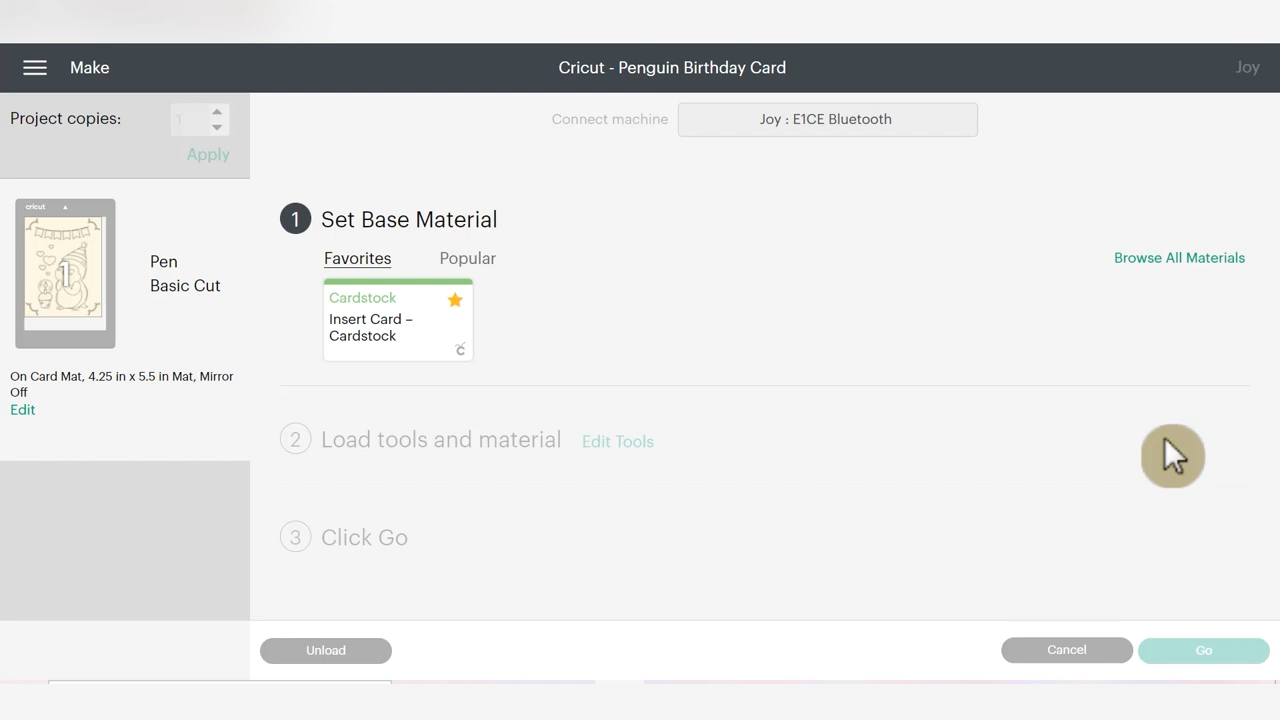 Make
Cricut - Penguin Birthday Card
Joy
Project copies:
1
Apply
Connect machine
Joy : E1CE Bluetooth
cricut
1
Pen
Basic Cut
On Card Mat, 4.25 in x 5.5 in Mat, Mirror
Off
Edit
1 Set Base Material
Favorites
Popular
Browse All Materials
Cardstock
Insert Card –
Cardstock
2 Load tools and material
Edit Tools
3 Click Go
Unload
Cancel
Go